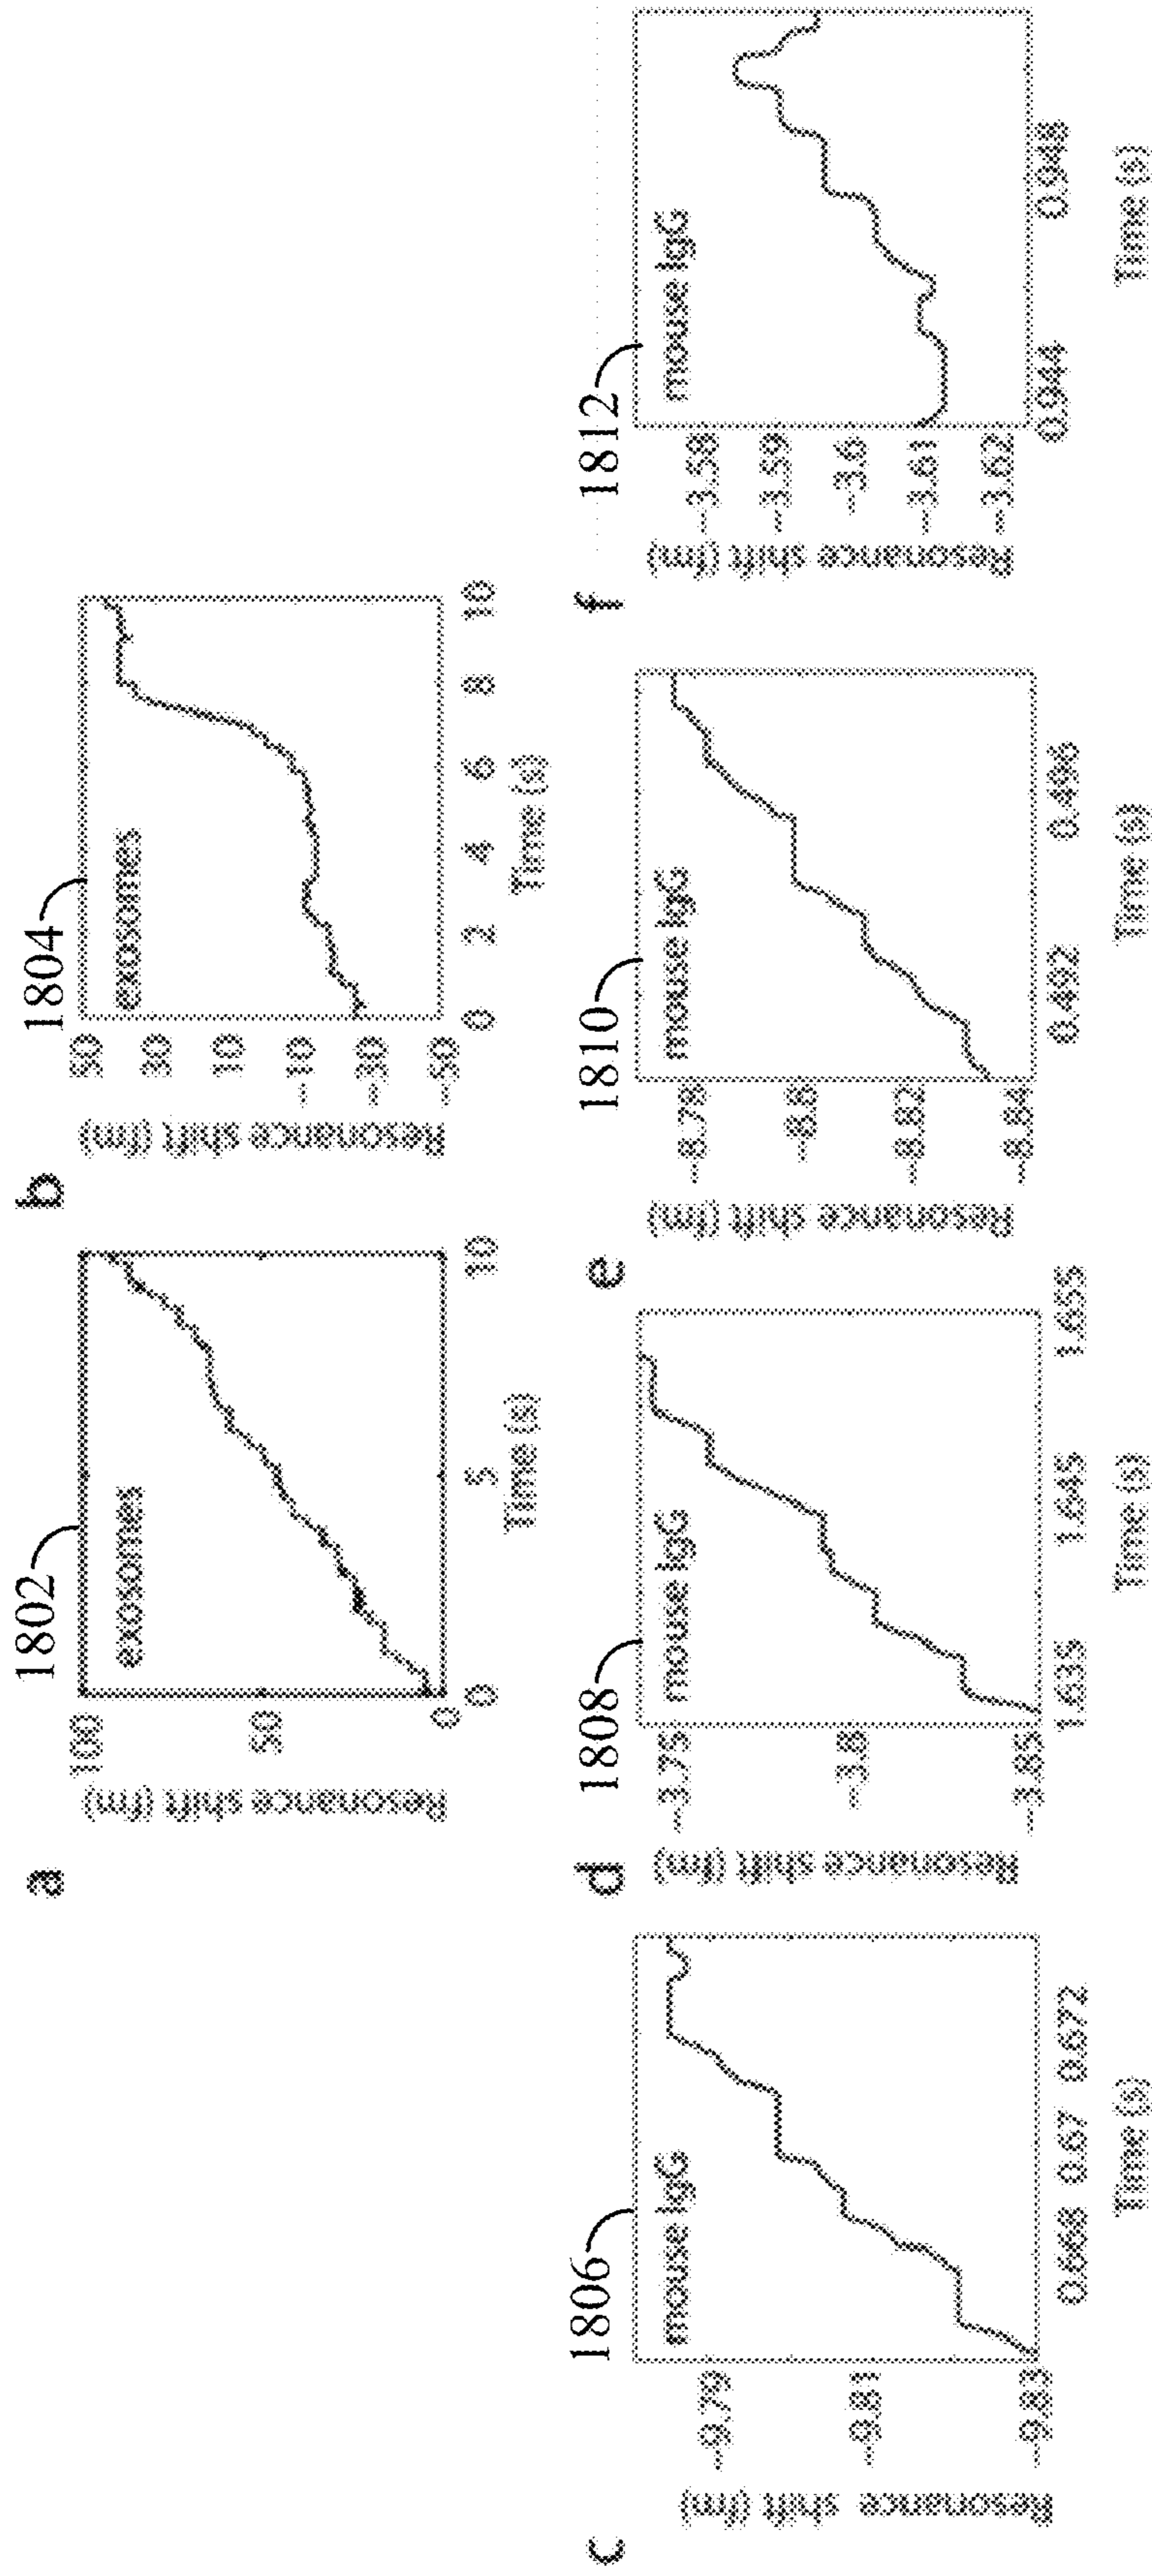 a
1802
exosomes
Resonance shift (fm)
100
50
0
0 5 10
Time (s)
b
1804
exosomes
Resonance shift (fm)
50
30
10
-10
-30
-50
0 2 4 6 8 10
Time (s)
c
1806
mouse IgG
Resonance shift (fm)
-9.79
-9.81
-9.83
0.668 0.67 0.672
Time (s)
d
1808
mouse IgG
Resonance shift (fm)
-3.75
-3.8
-3.85
1.635 1.645 1.655
Time (s)
e
1810
mouse IgG
Resonance shift (fm)
-8.78
-8.8
-8.82
-8.84
0.492 0.496
Time (s)
f
1812
mouse IgG
Resonance shift (fm)
-3.58
-3.59
-3.6
-3.61
-3.62
0.944 0.948
Time (s)